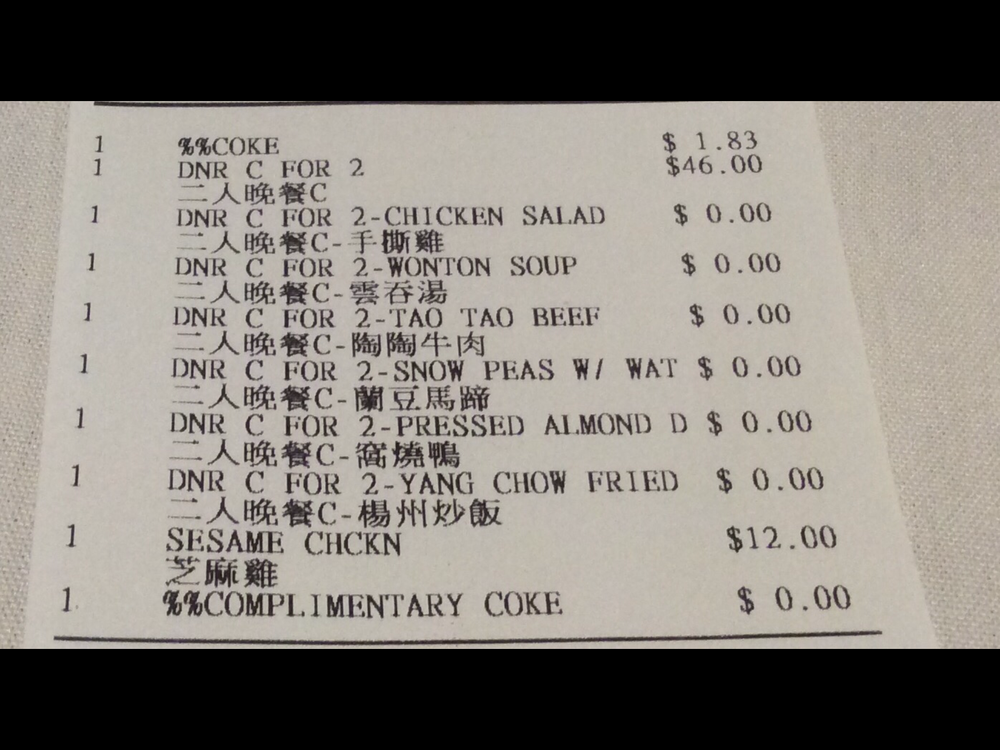 1 %%COKE $ 1.83
1 DNR C FOR 2 $46.00
二人晚餐C
1 DNR C FOR 2-CHICKEN SALAD $ 0.00
二人晚餐C-手撕雞
1 DNR C FOR 2-WONTON SOUP $ 0.00
二人晚餐C-雲吞湯
1 DNR C FOR 2-TAO TAO BEEF $ 0.00
二人晚餐C-陶陶牛肉
1 DNR C FOR 2-SNOW PEAS W/ WAT $ 0.00
二人晚餐C-蘭豆馬蹄
1 DNR C FOR 2-PRESSED ALMOND D $ 0.00
二人晚餐C-窩燒鴨
1 DNR C FOR 2-YANG CHOW FRIED $ 0.00
二人晚餐C-楊州炒飯
1 SESAME CHCKN $12.00
芝麻雞
1 %%COMPLIMENTARY COKE $ 0.00